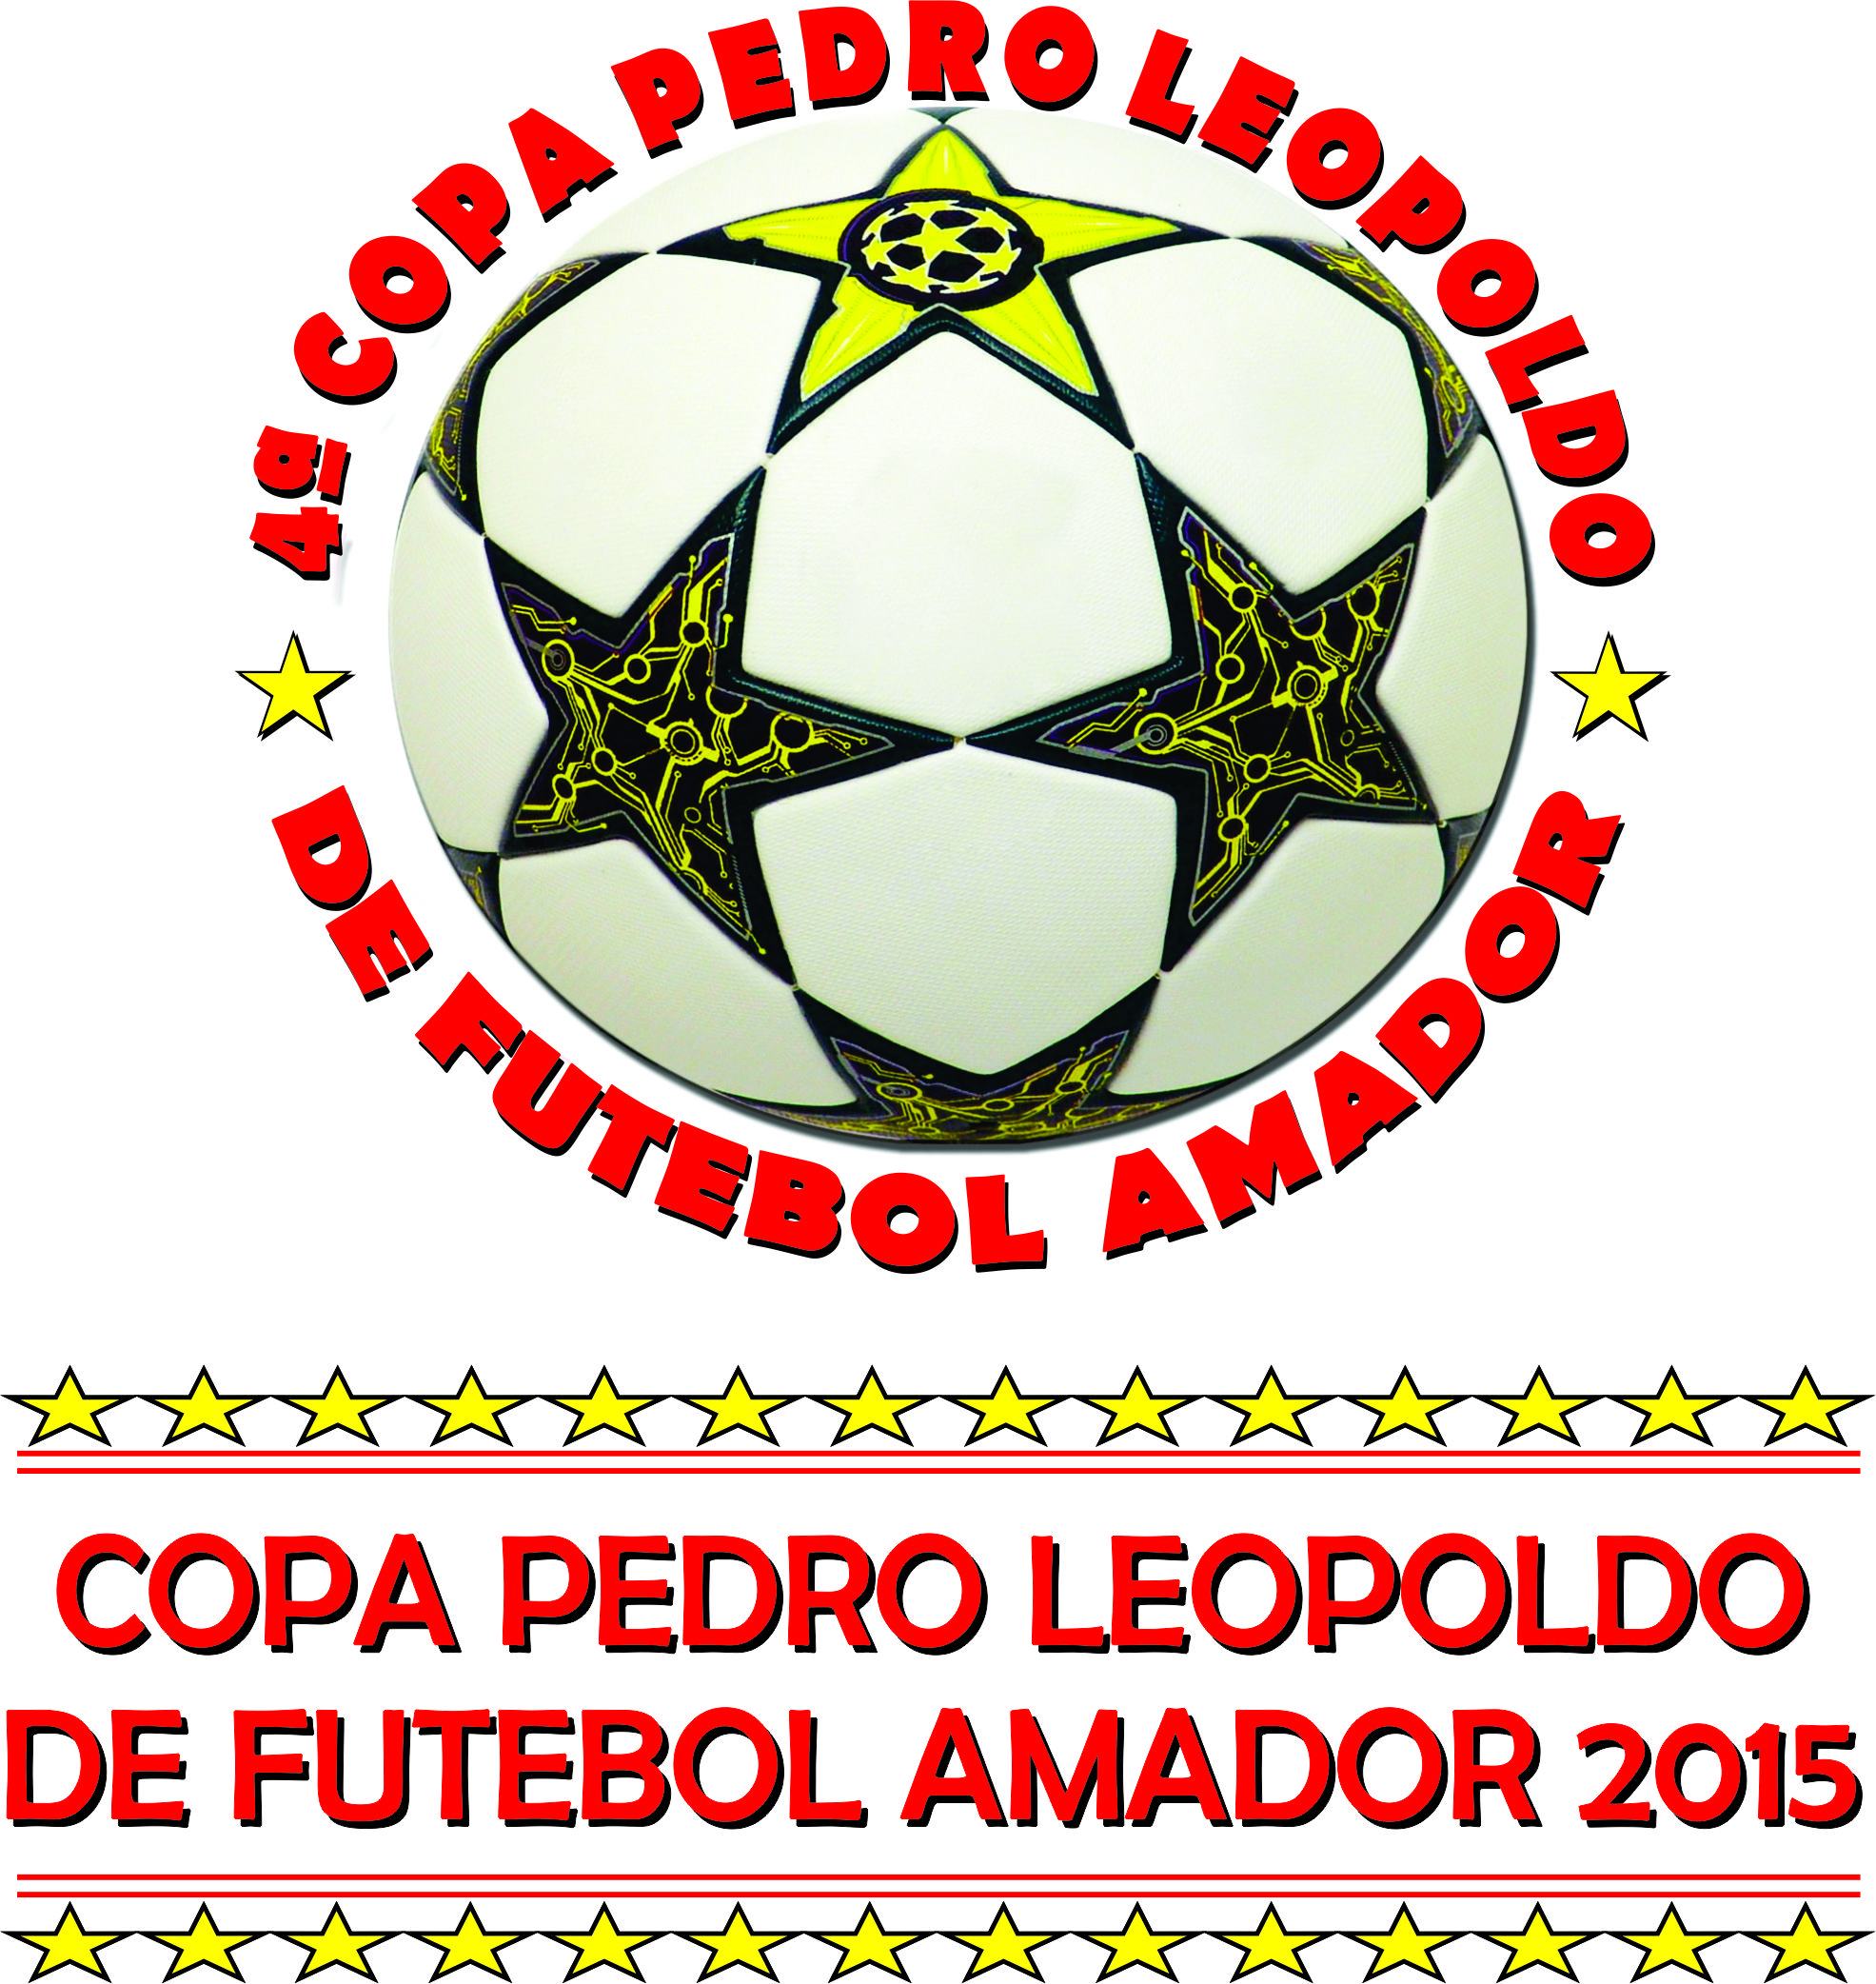 4ª COPA PEDRO LEOPOLDO
DE FUTEBOL AMADOR
COPA PEDRO LEOPOLDO
DE FUTEBOL AMADOR 2015